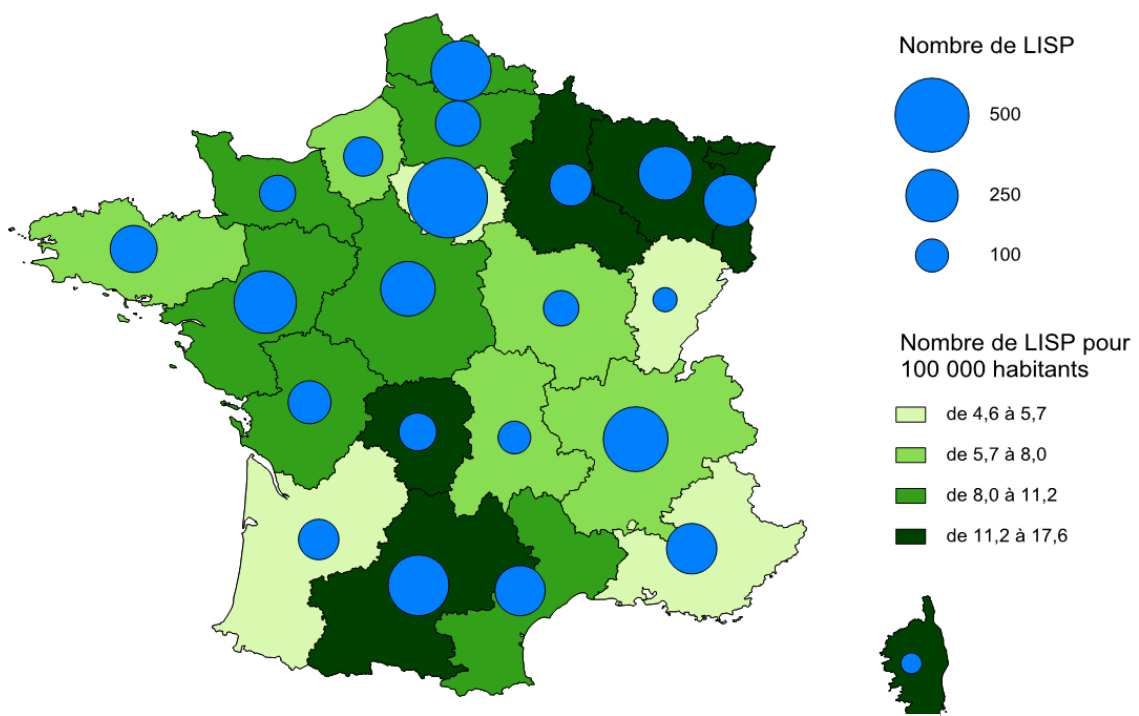 Nombre de LISP
500
250
100
Nombre de LISP pour
100 000 habitants
de 4,6 à 5,7
de 5,7 à 8,0
de 8,0 à 11,2
de 11,2 à 17,6